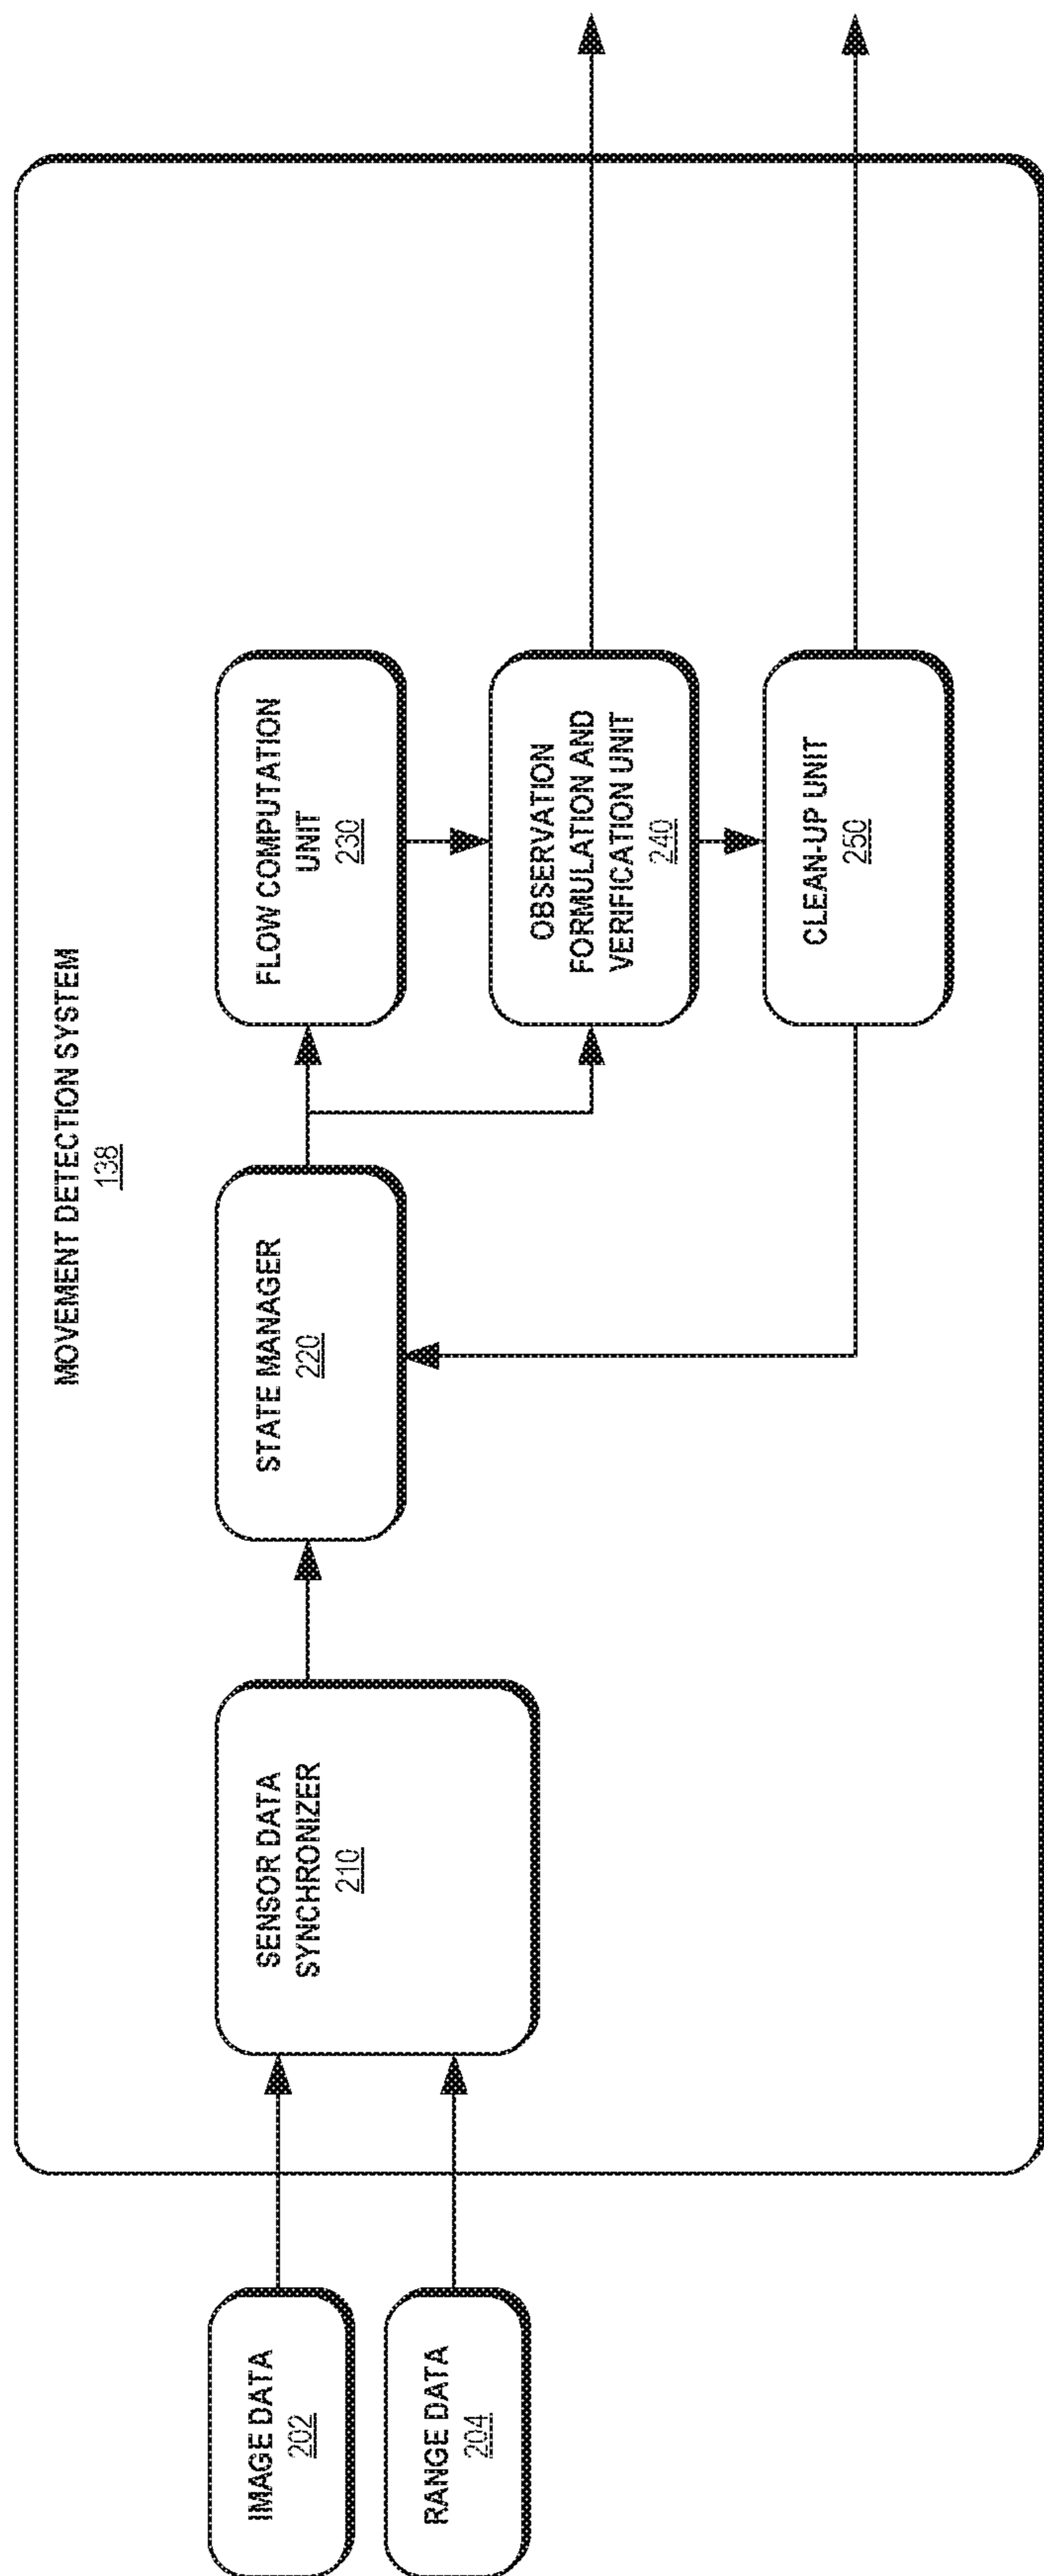 MOVEMENT DETECTION SYSTEM
138
IMAGE DATA
202
RANGE DATA
204
SENSOR DATA
SYNCHRONIZER
210
STATE MANAGER
220
FLOW COMPUTATION
UNIT
230
OBSERVATION
FORMULATION AND
VERIFICATION UNIT
240
CLEAN-UP UNIT
250